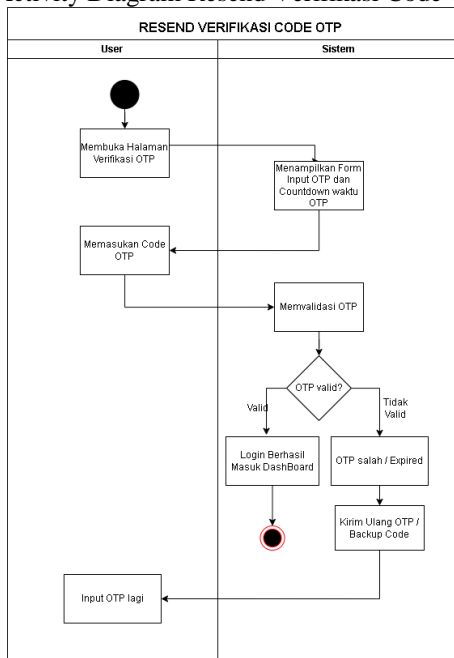 Activity Diagram Resend Verifikasi Code
RESEND VERIFIKASI CODE OTP
User
Sistem
Membuka Halaman
Verifikasi OTP
Menampilkan Form
Input OTP dan
Countdown waktu
OTP
Memasukan Code
OTP
Memvalidasi OTP
OTP valid?
Valid
Tidak
Valid
Login Berhasil
Masuk DashBoard
OTP salah / Expired
Kirim Ulang OTP /
Backup Code
Input OTP lagi